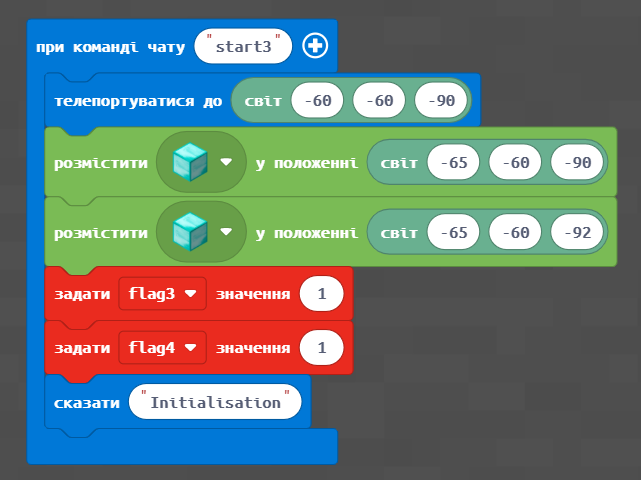 при команді чату "start3"
телепортуватися до світ -60 -60 -90
розмістити у положенні світ -65 -60 -90
розмістити у положенні світ -65 -60 -92
задати flag3 значення 1
задати flag4 значення 1
сказати "Initialisation"